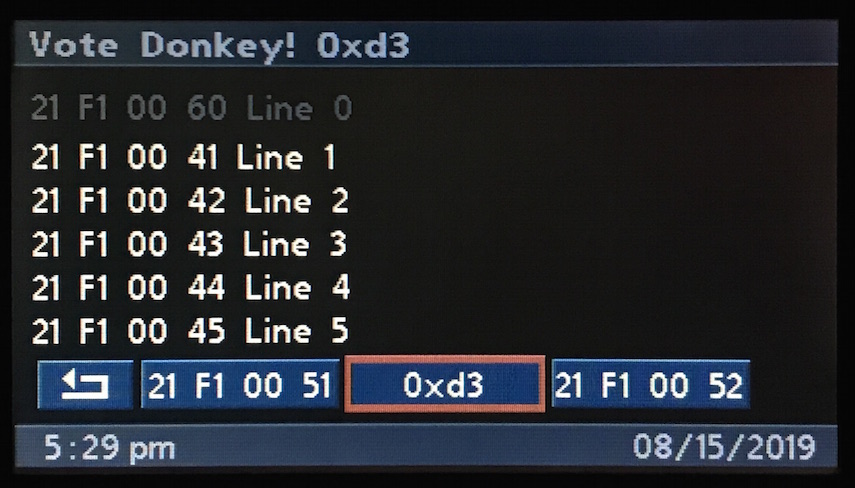 Vote Donkey! 0xd3
21 F1 00 60 Line 0
21 F1 00 41 Line 1
21 F1 00 42 Line 2
21 F1 00 43 Line 3
21 F1 00 44 Line 4
21 F1 00 45 Line 5
21 F1 00 51 0xd3 21 F1 00 52
5:29 pm 08/15/2019